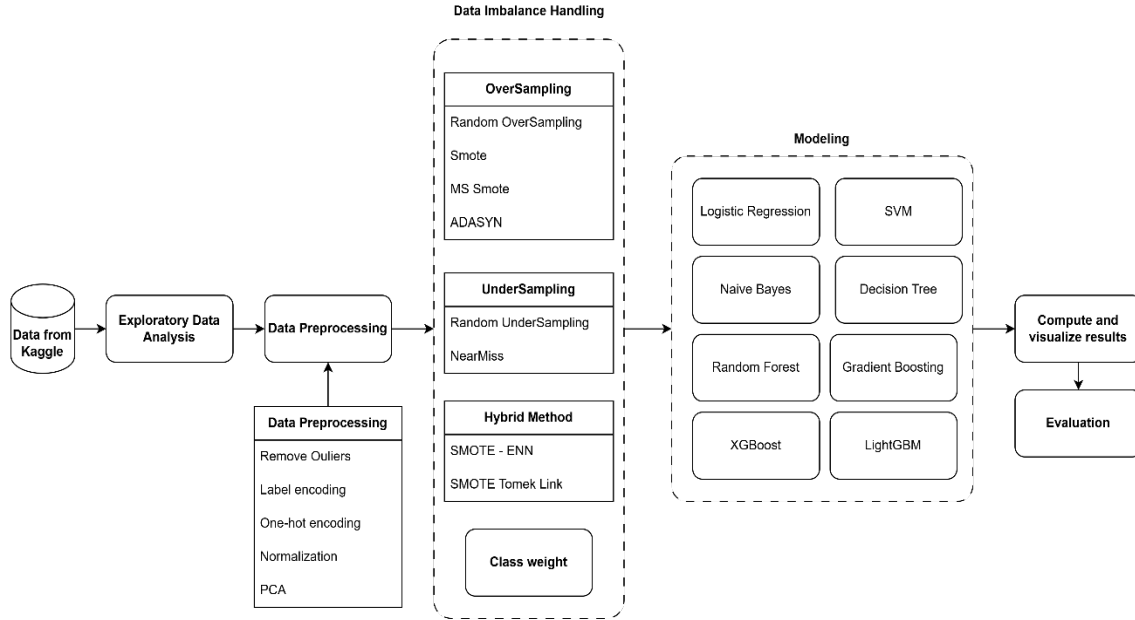 Data Imbalance Handling
Data from
Kaggle
Exploratory Data
Analysis
Data Preprocessing
Data Preprocessing
Remove Ouliers
Label encoding
One-hot encoding
Normalization
PCA
OverSampling
Random OverSampling
Smote
MS Smote
ADASYN
UnderSampling
Random UnderSampling
NearMiss
Hybrid Method
SMOTE - ENN
SMOTE Tomek Link
Class weight
Modeling
Logistic Regression
SVM
Naive Bayes
Decision Tree
Random Forest
Gradient Boosting
XGBoost
LightGBM
Compute and
visualize results
Evaluation